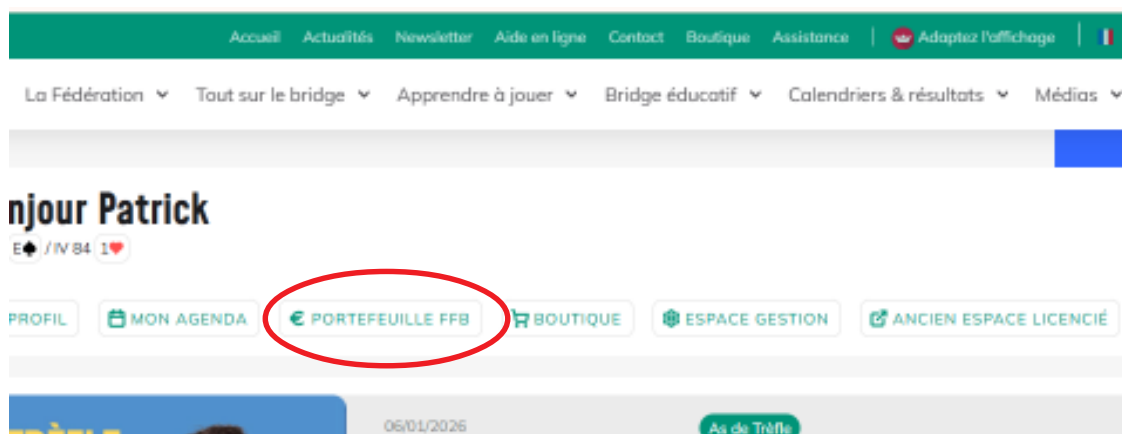 Accueil Actualités Newsletter Aide en ligne Contact Boutique Assistance Adaptez l'affichage
La Fédération Tout sur le bridge Apprendre à jouer Bridge éducatif Calendriers & résultats Médias
njour Patrick
E♠ / IV 84 1♥
PROFIL MON AGENDA € PORTEFEUILLE FFB BOUTIQUE ESPACE GESTION ANCIEN ESPACE LICENCIÉ
06/01/2026 As de Trèfle